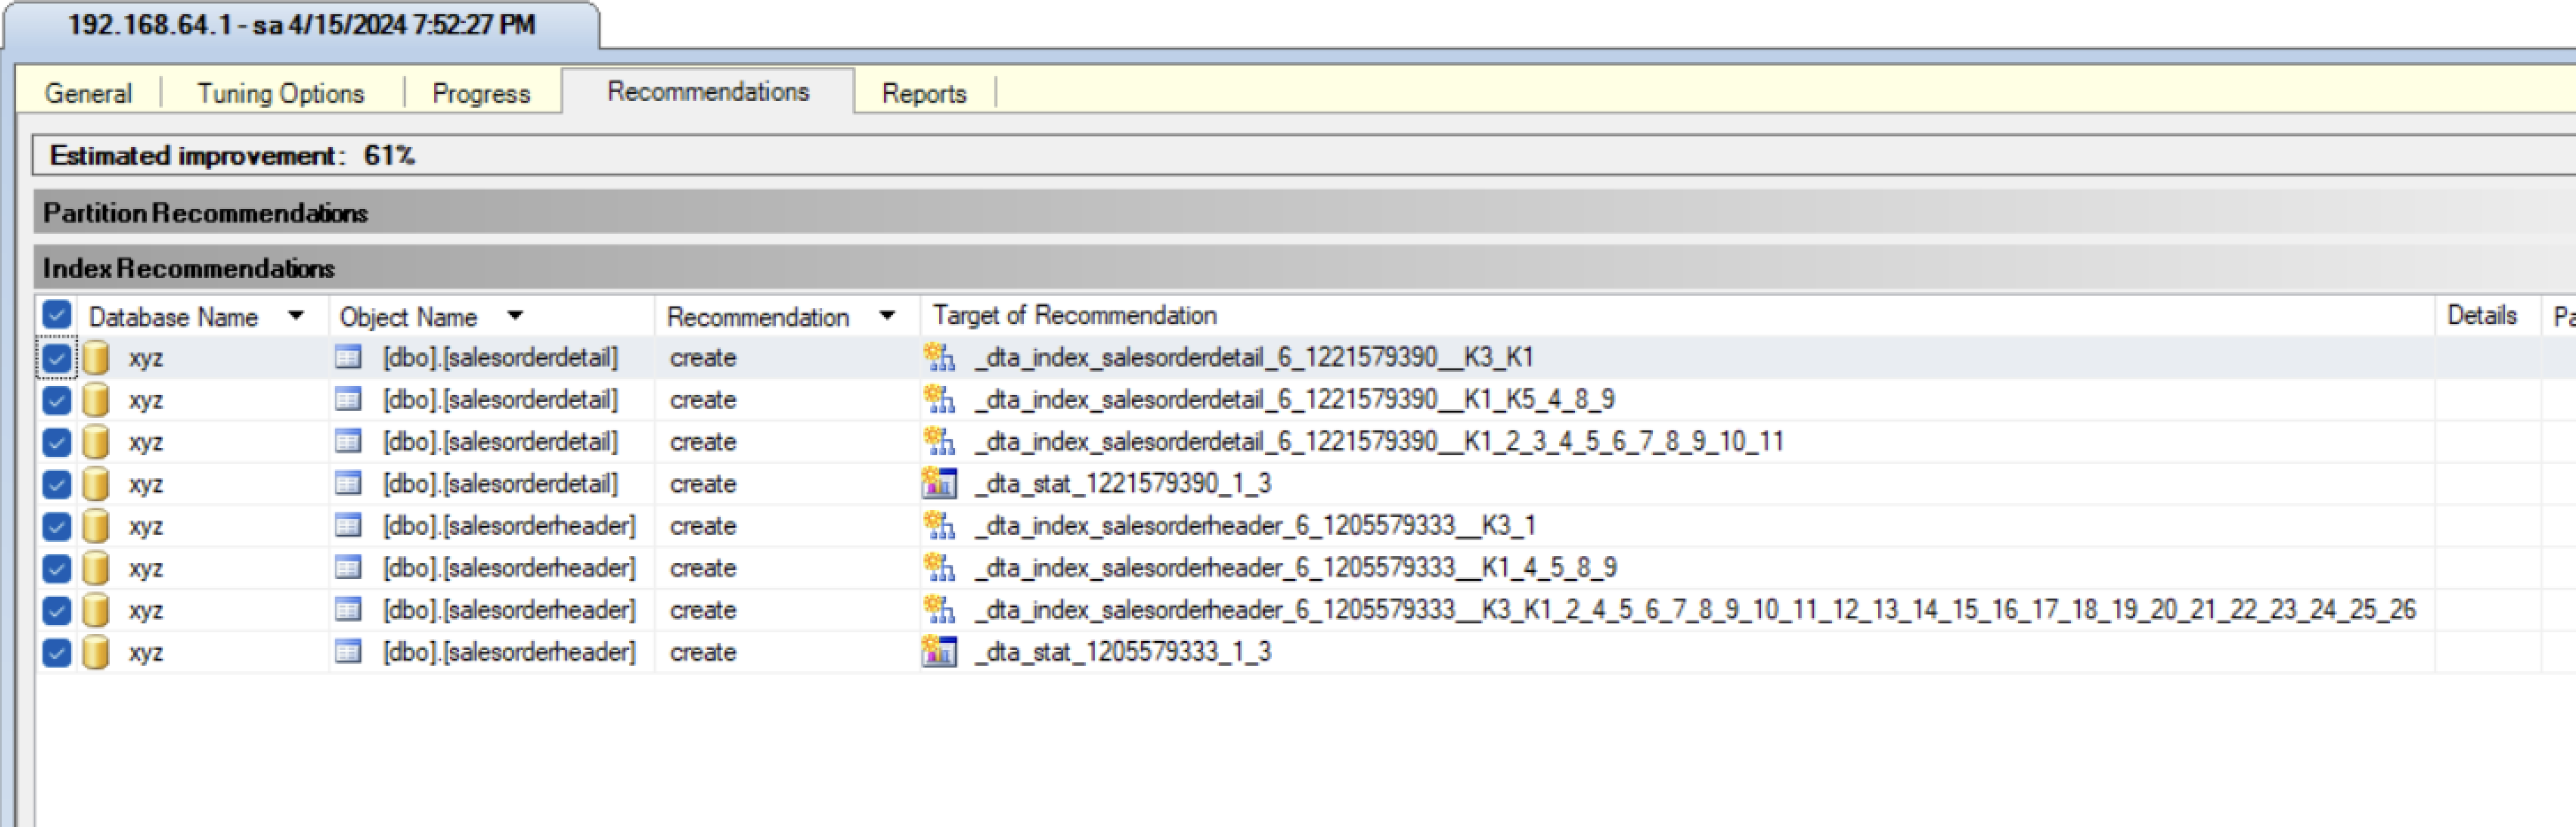 192.168.64.1 - sa 4/15/2024 7:52:27 PM
General Tuning Options Progress Recommendations Reports
Estimated improvement: 61%
Partition Recommendations
Index Recommendations
Database Name Object Name Recommendation Target of Recommendation Details Pa
xyz [dbo].[salesorderdetail] create _dta_index_salesorderdetail_6_1221579390__K3_K1
xyz [dbo].[salesorderdetail] create _dta_index_salesorderdetail_6_1221579390__K1_K5_4_8_9
xyz [dbo].[salesorderdetail] create _dta_index_salesorderdetail_6_1221579390__K1_2_3_4_5_6_7_8_9_10_11
xyz [dbo].[salesorderdetail] create _dta_stat_1221579390_1_3
xyz [dbo].[salesorderheader] create _dta_index_salesorderheader_6_1205579333__K3_1
xyz [dbo].[salesorderheader] create _dta_index_salesorderheader_6_1205579333__K1_4_5_8_9
xyz [dbo].[salesorderheader] create _dta_index_salesorderheader_6_1205579333__K3_K1_2_4_5_6_7_8_9_10_11_12_13_14_15_16_17_18_19_20_21_22_23_24_25_26
xyz [dbo].[salesorderheader] create _dta_stat_1205579333_1_3